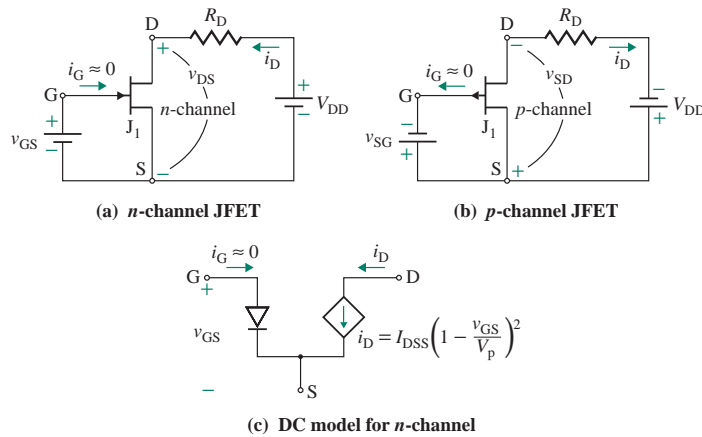 D
R_D
+
i_D
i_G ≈ 0
v_DS
G
n-channel
+
V_DD
−
+
v_GS
−
J_1
S
−
(a) n-channel JFET
D
R_D
−
i_D
i_G ≈ 0
v_SD
G
p-channel
−
V_DD
+
−
v_SG
+
J_1
S
+
(b) p-channel JFET
i_G ≈ 0
i_D
G
D
+
v_GS
i_D = I_DSS(1 − v_GS/V_p)^2
−
S
(c) DC model for n-channel